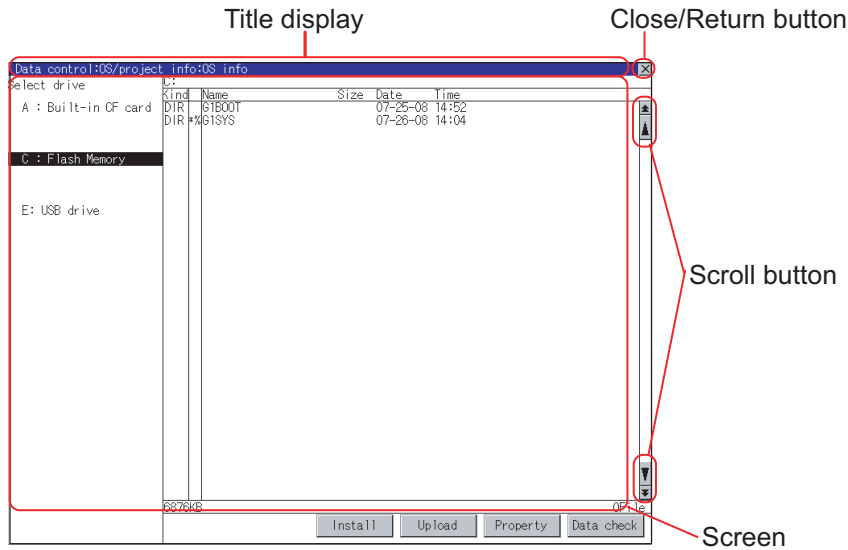 Title display
Close/Return button
Data control:OS/project info:OS info
Select drive
C:
Kind Name Size Date Time
A : Built-in CF card
DIR G1BOOT 07-25-08 14:52
DIR *%G1SYS 07-26-08 14:04
C : Flash Memory
E: USB drive
Scroll button
6876KB 0File
Install Upload Property Data check
Screen